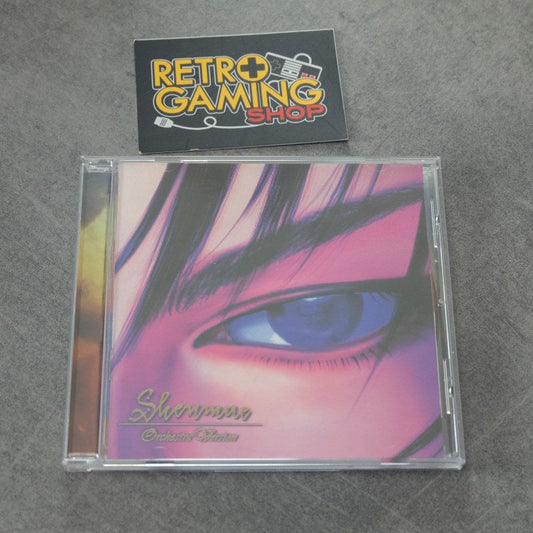 RETRO
GAMING
SHOP
Shenmue
Orchestra Version